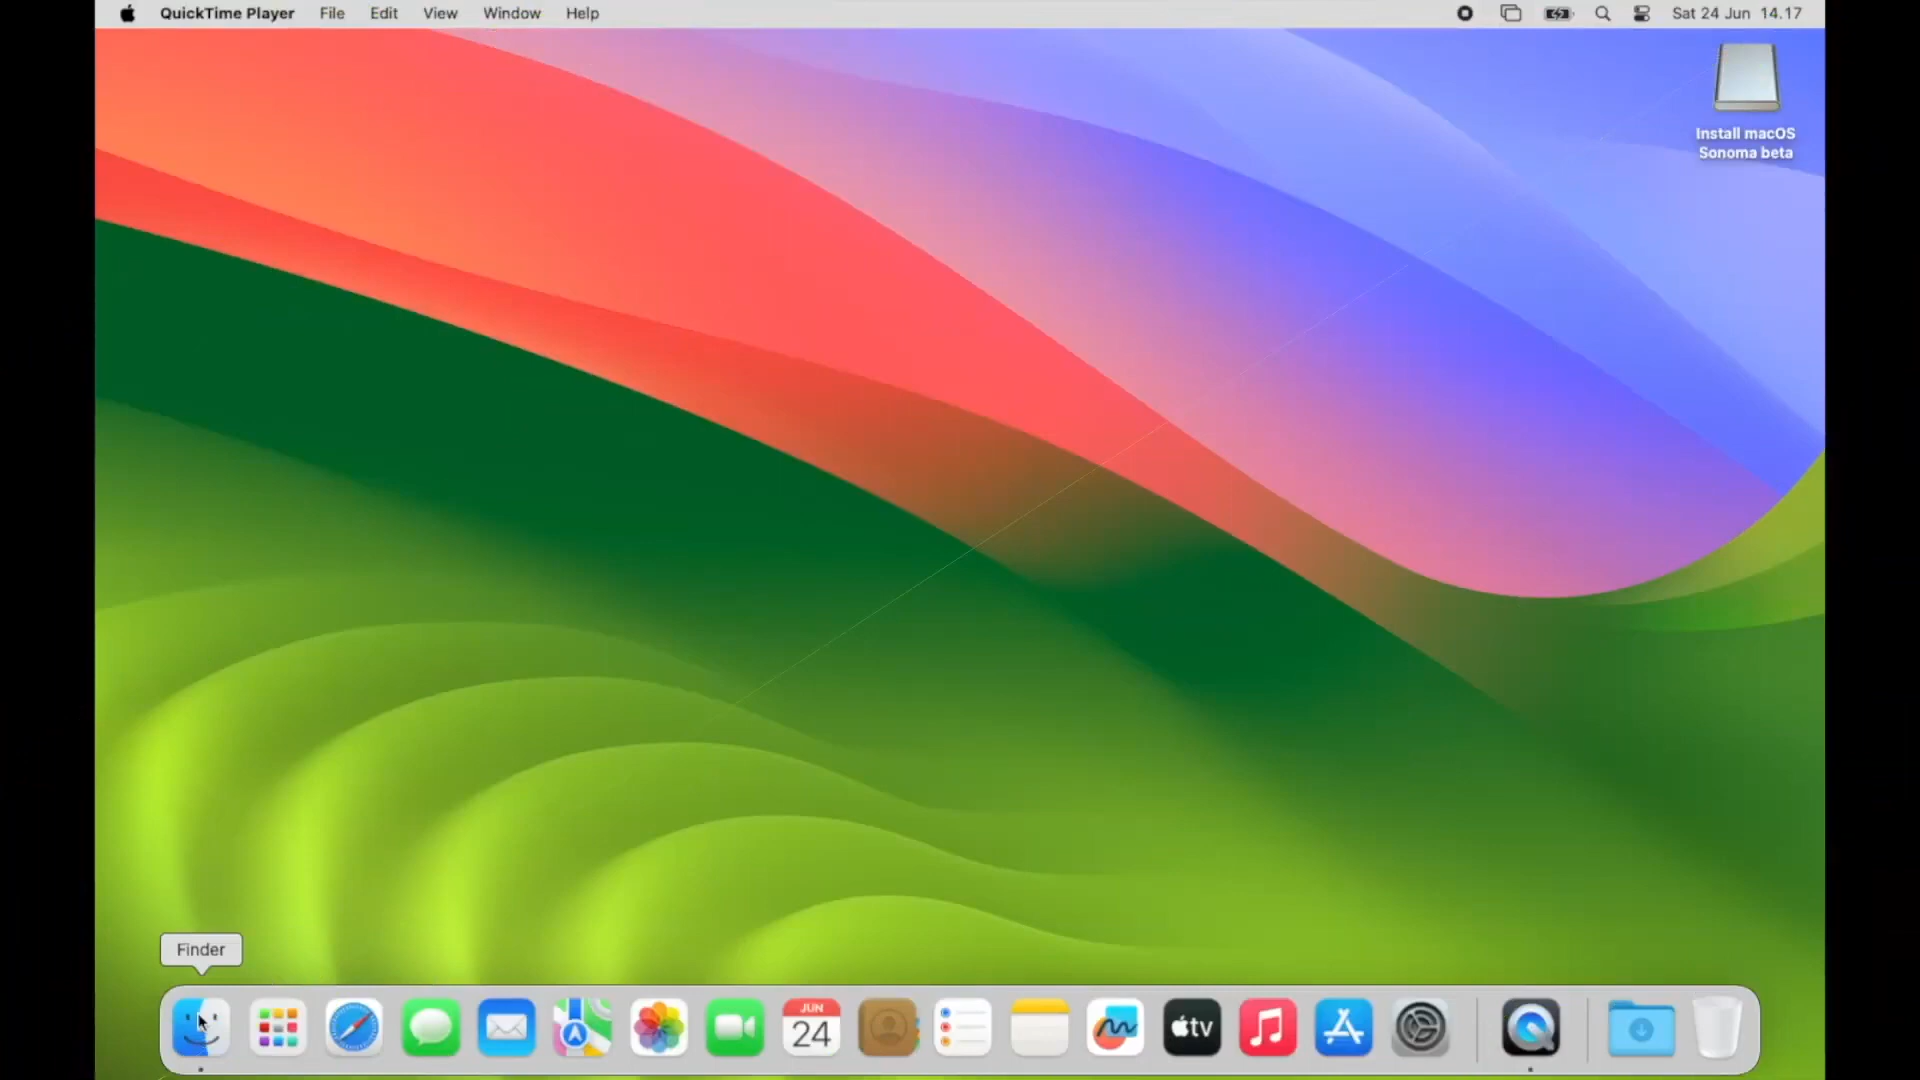 QuickTime Player File Edit View Window Help Sat 24 Jun 14.17
Install macOS
Sonoma beta
Finder
JUN
24
tv